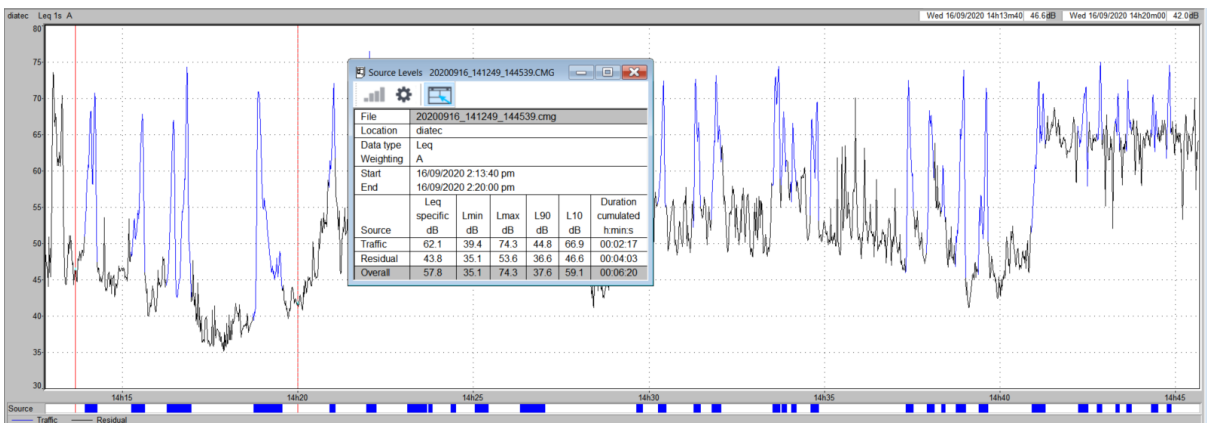 diatec Leq 1s A Wed 16/09/2020 14h13m40 46.6dB Wed 16/09/2020 14h20m00 42.0dB
80
75
70
65
60
55
50
45
40
35
30
Source Levels 20200916_141249_144539.CMG
File 20200916_141249_144539.cmg
Location diatec
Data type Leq
Weighting A
Start 16/09/2020 2:13:40 pm
End 16/09/2020 2:20:00 pm
Leq Duration
specific Lmin Lmax L90 L10 cumulated
Source dB dB dB dB dB h:min:s
Traffic 62.1 39.4 74.3 44.8 66.9 00:02:17
Residual 43.8 35.1 53.6 36.6 46.6 00:04:03
Overall 57.8 35.1 74.3 37.6 59.1 00:06:20
14h15 14h20 14h25 14h30 14h35 14h40 14h45
Source
Traffic Residual